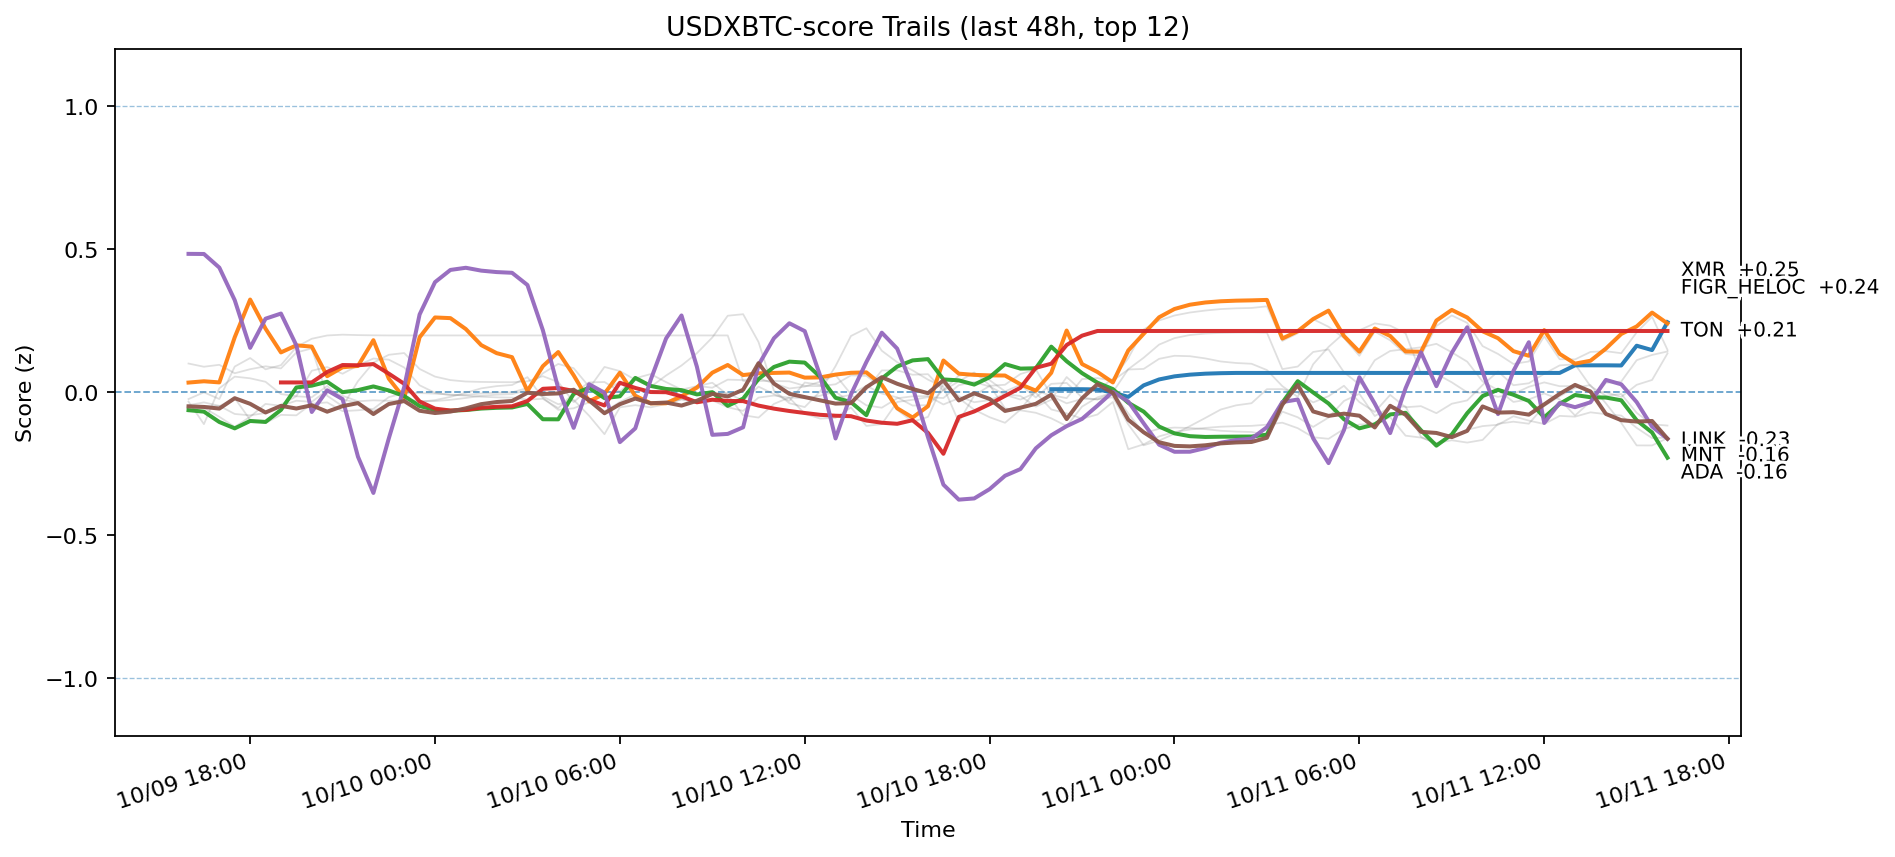 USDXBTC-score Trails (last 48h, top 12)
Score (z)
1.0
0.5
0.0
−0.5
−1.0
XMR +0.25
FIGR_HELOC +0.24
TON +0.21
LINK -0.23
MNT -0.16
ADA -0.16
10/09 18:00
10/10 00:00
10/10 06:00
10/10 12:00
10/10 18:00
10/11 00:00
10/11 06:00
10/11 12:00
10/11 18:00
Time